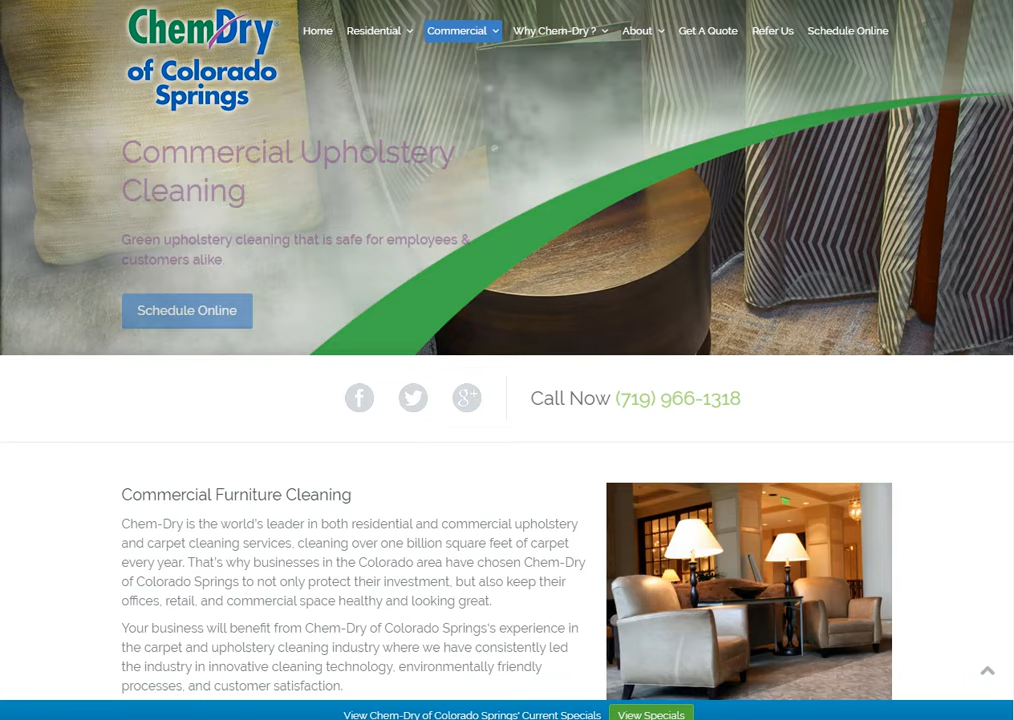 ChemDry®
of Colorado
Springs
Home Residential Commercial Why Chem-Dry ? About Get A Quote Refer Us Schedule Online
Commercial Upholstery
Cleaning
Green upholstery cleaning that is safe for employees &
customers alike.
Schedule Online
f g+ Call Now (719) 966-1318
Commercial Furniture Cleaning
Chem-Dry is the world's leader in both residential and commercial upholstery
and carpet cleaning services, cleaning over one billion square feet of carpet
every year. That's why businesses in the Colorado area have chosen Chem-Dry
of Colorado Springs to not only protect their investment, but also keep their
offices, retail, and commercial space healthy and looking great.
Your business will benefit from Chem-Dry of Colorado Springs's experience in
the carpet and upholstery cleaning industry where we have consistently led
the industry in innovative cleaning technology, environmentally friendly
processes, and customer satisfaction.
View Chem-Dry of Colorado Springs' Current Specials View Specials